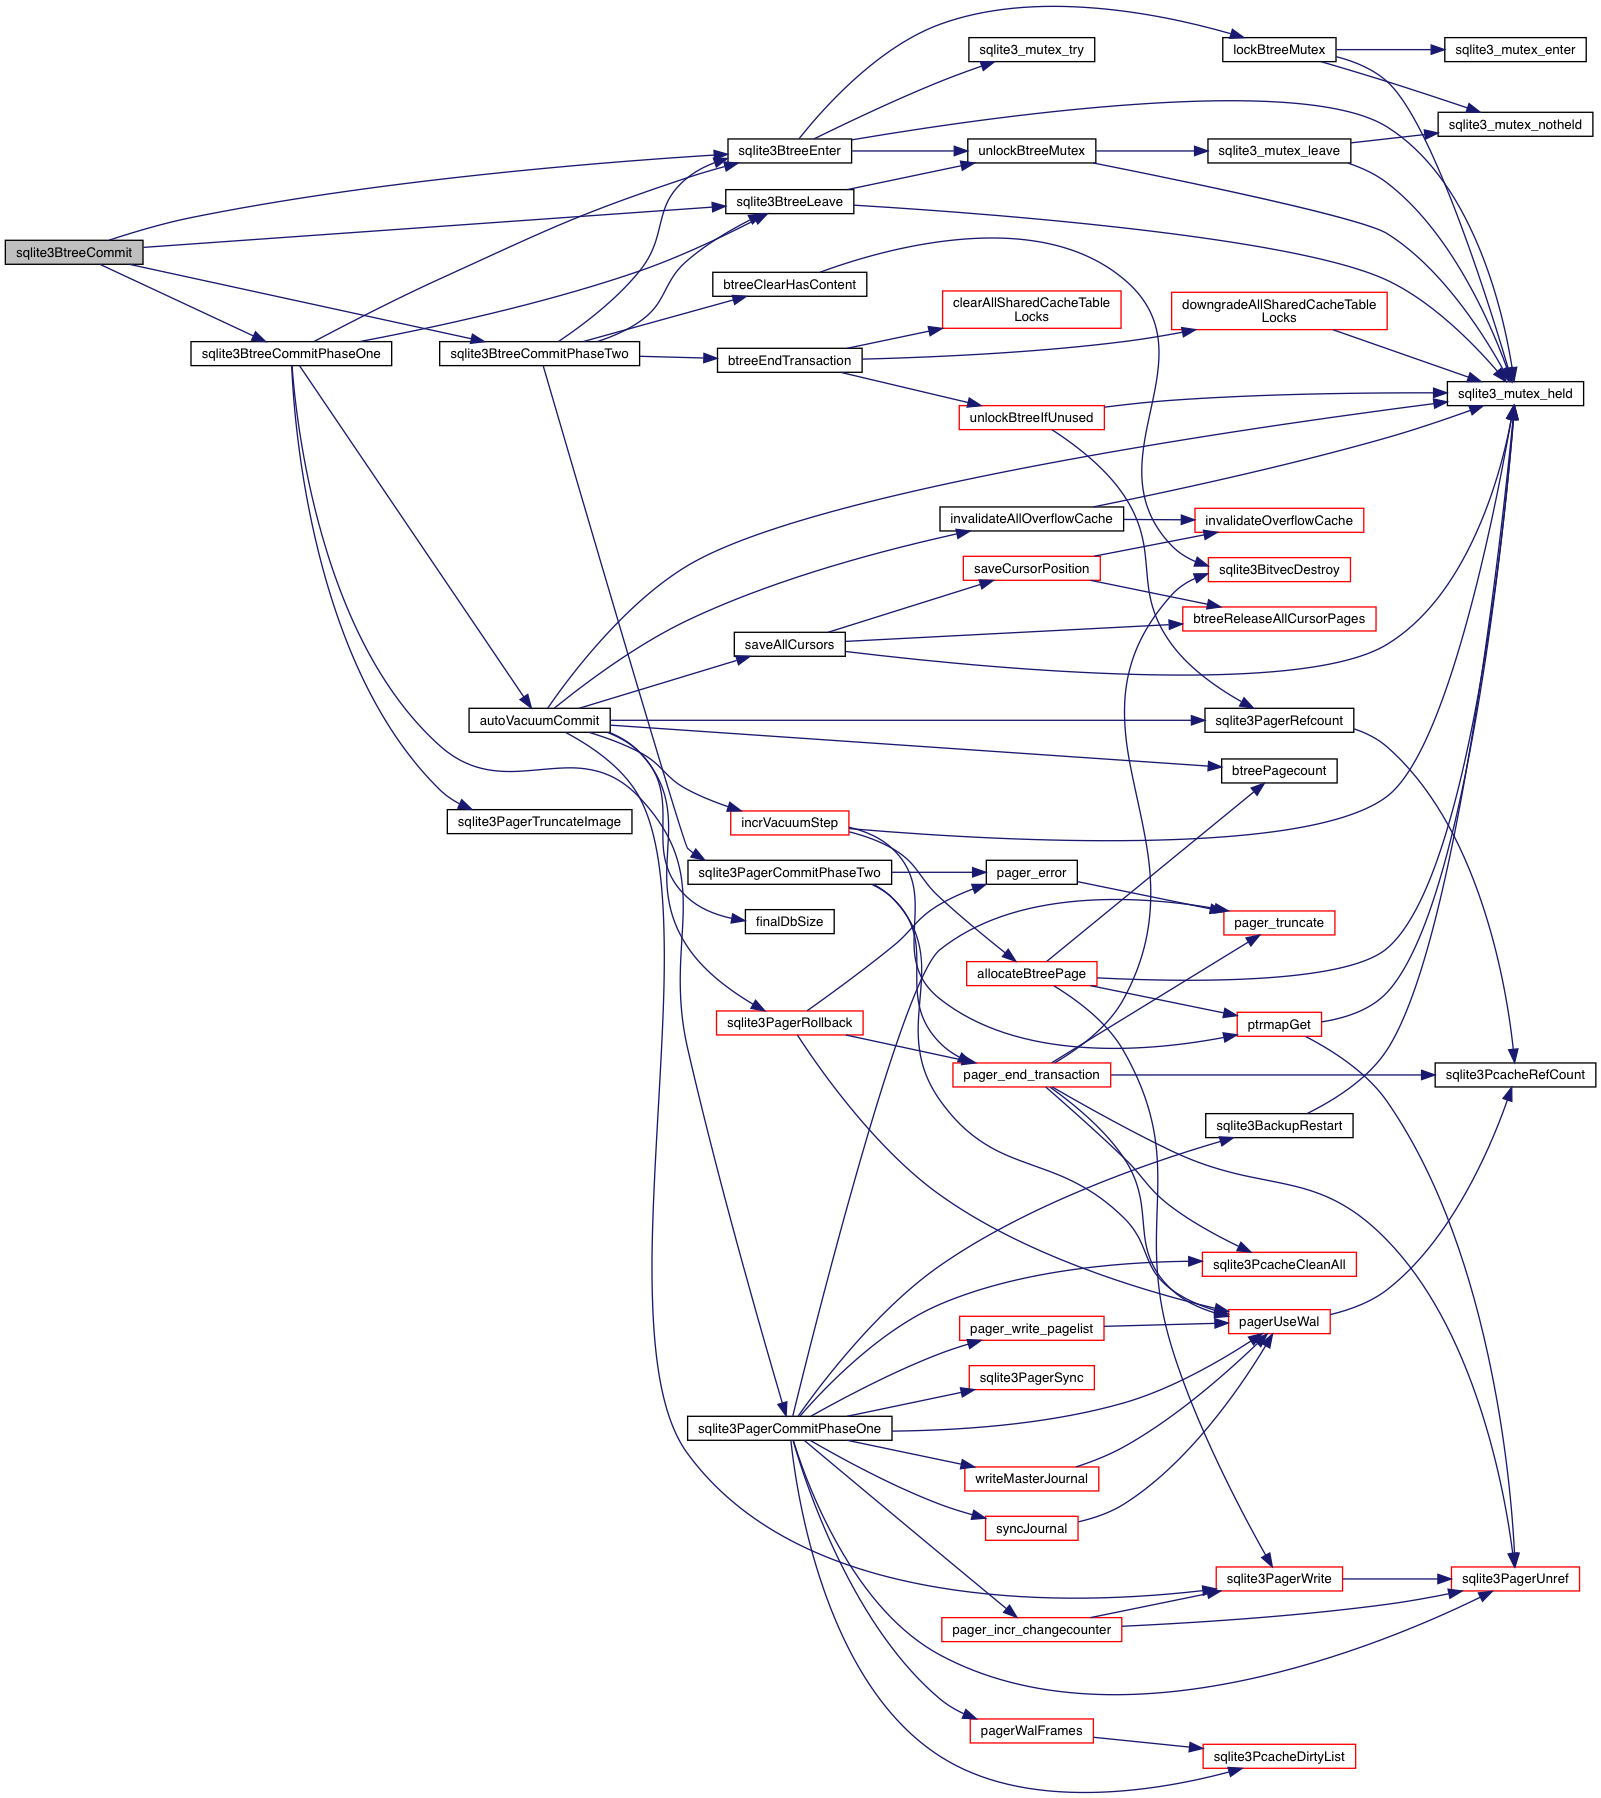 lockBtreeMutex
sqlite3_mutex_try
sqlite3_mutex_enter
sqlite3_mutex_notheld
sqlite3BtreeEnter
unlockBtreeMutex
sqlite3_mutex_leave
sqlite3BtreeLeave
sqlite3BtreeCommit
btreeClearHasContent
clearAllSharedCacheTable
Locks
downgradeAllSharedCacheTable
Locks
sqlite3BtreeCommitPhaseOne
sqlite3BtreeCommitPhaseTwo
btreeEndTransaction
sqlite3_mutex_held
unlockBtreeIfUnused
invalidateAllOverflowCache
invalidateOverflowCache
saveCursorPosition
sqlite3BitvecDestroy
btreeReleaseAllCursorPages
saveAllCursors
autoVacuumCommit
sqlite3PagerRefcount
btreePagecount
sqlite3PagerTruncateImage
incrVacuumStep
sqlite3PagerCommitPhaseTwo
pager_error
finalDbSize
pager_truncate
allocateBtreePage
sqlite3PagerRollback
ptrmapGet
pager_end_transaction
sqlite3PcacheRefCount
sqlite3BackupRestart
sqlite3PcacheCleanAll
pager_write_pagelist
pagerUseWal
sqlite3PagerSync
sqlite3PagerCommitPhaseOne
writeMasterJournal
syncJournal
sqlite3PagerWrite
sqlite3PagerUnref
pager_incr_changecounter
pagerWalFrames
sqlite3PcacheDirtyList